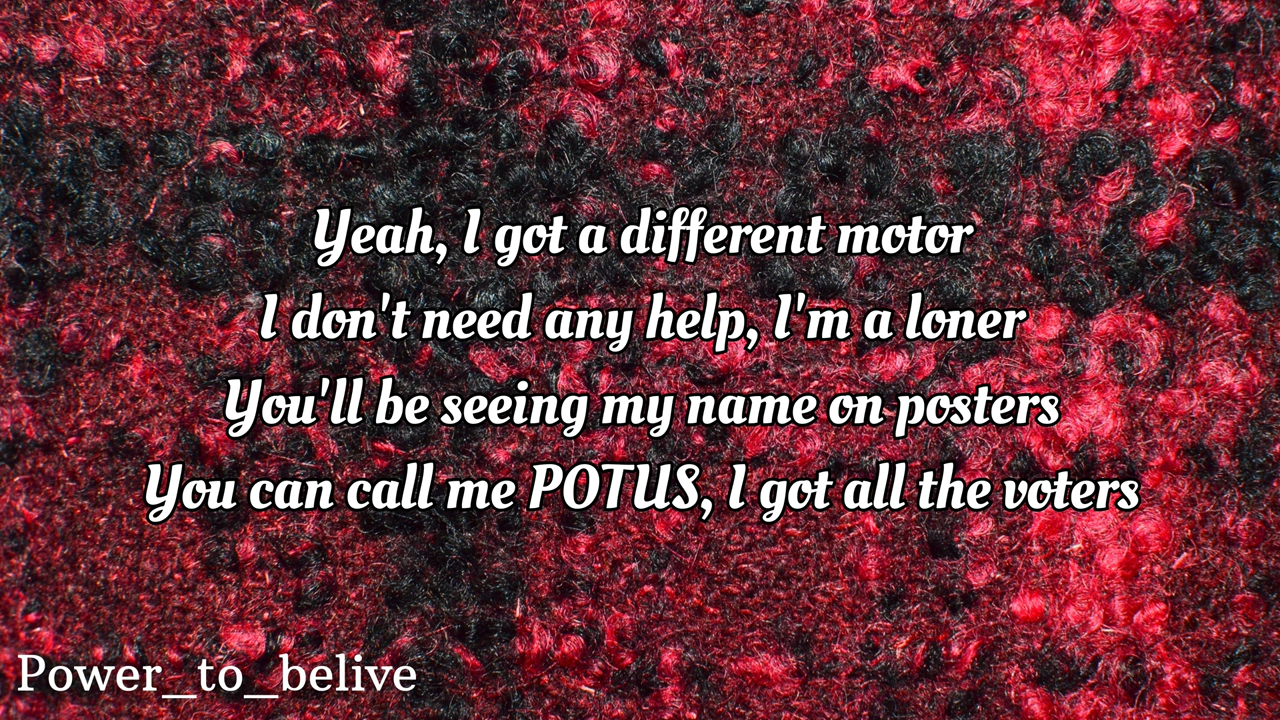 Yeah, I got a different motor
I don't need any help, I'm a loner
You'll be seeing my name on posters
You can call me POTUS, I got all the voters
Power_to_belive